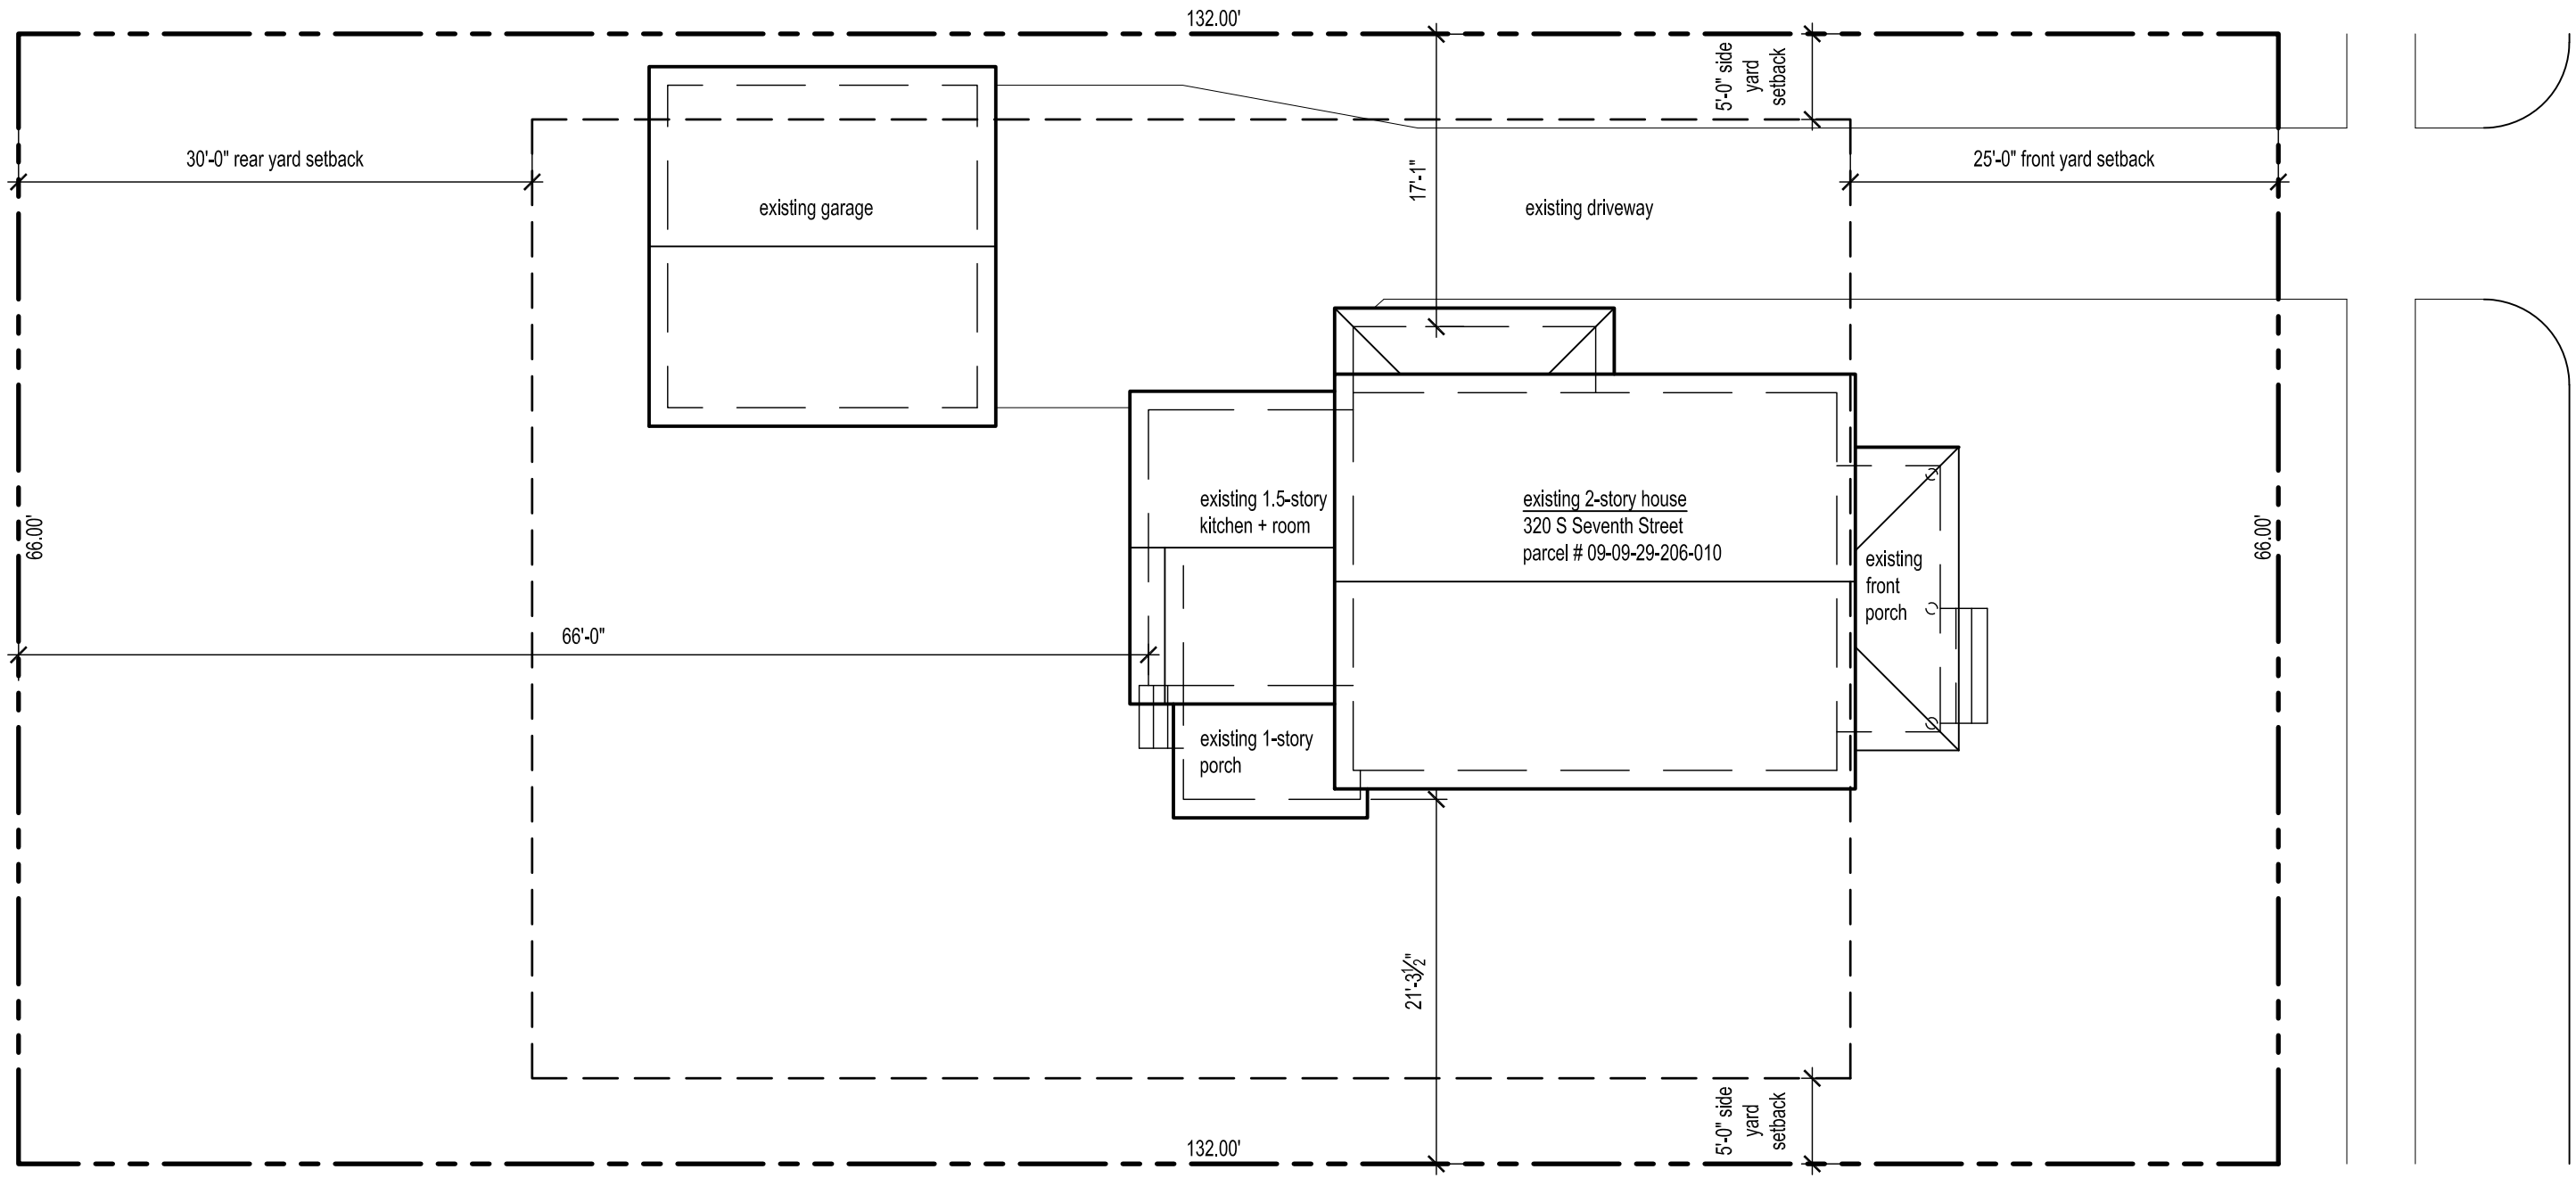 132.00'
5'-0" side
yard
setback
30'-0" rear yard setback
17'-1"
25'-0" front yard setback
existing garage
existing driveway
66.00'
existing 1.5-story
kitchen + room
existing 2-story house
320 S Seventh Street
parcel # 09-09-29-206-010
existing
front
porch
66.00'
66'-0"
existing 1-story
porch
21'-3½"
5'-0" side
yard
setback
132.00'